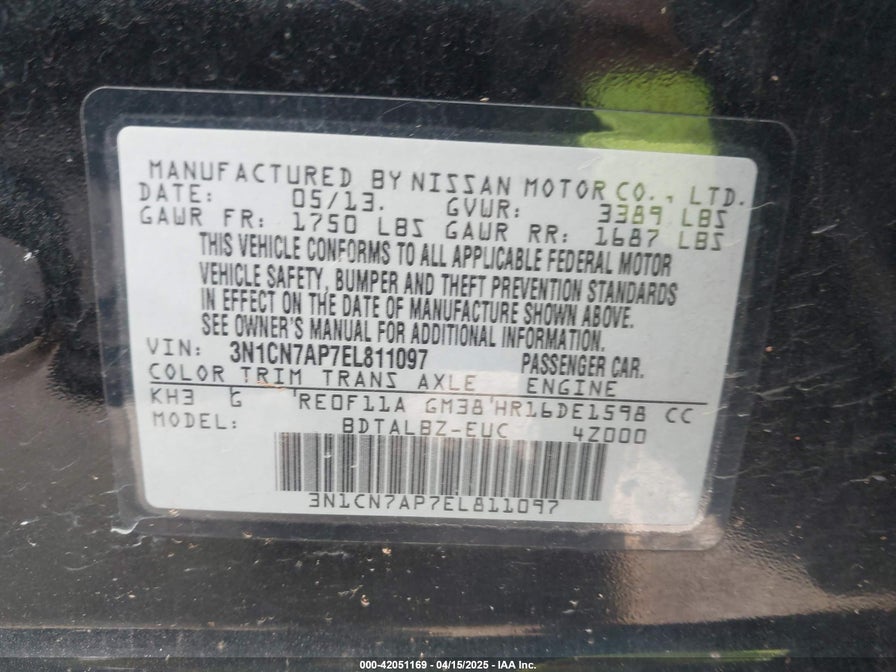 MANUFACTURED BY NISSAN MOTOR CO., LTD.
DATE: 05/13. GVWR: 3389 LBS
GAWR FR: 1750 LBS GAWR RR: 1687 LBS
THIS VEHICLE CONFORMS TO ALL APPLICABLE FEDERAL MOTOR
VEHICLE SAFETY, BUMPER AND THEFT PREVENTION STANDARDS
IN EFFECT ON THE DATE OF MANUFACTURE SHOWN ABOVE.
SEE OWNER'S MANUAL FOR ADDITIONAL INFORMATION.
VIN: 3N1CN7AP7EL811097 PASSENGER CAR.
COLOR TRIM TRANS AXLE ENGINE
KH3 G 'RE0F11A GM38'HR16DE1598 CC
MODEL: BDTALBZ-EUC 4Z000
3N1CN7AP7EL811097
000-42051169 - 04/15/2025 - IAA Inc.